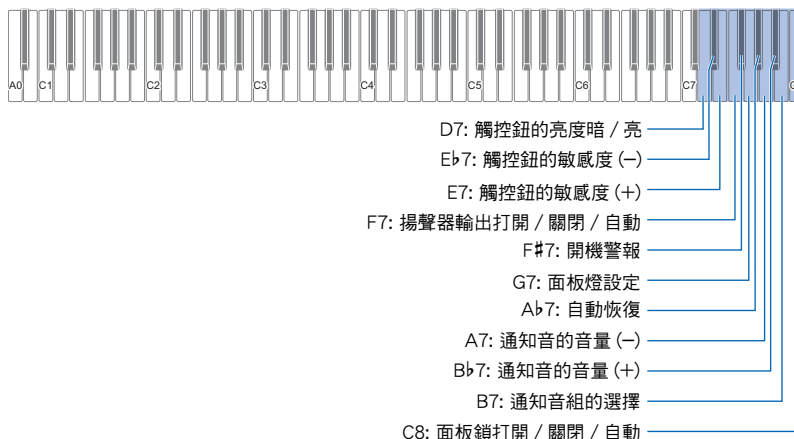 A0 C1 C2 C3 C4 C5 C6 C7
D7: 觸控鈕的亮度暗 / 亮
E♭7: 觸控鈕的敏感度 (−)
E7: 觸控鈕的敏感度 (+)
F7: 揚聲器輸出打開 / 關閉 / 自動
F♯7: 開機警報
G7: 面板燈設定
A♭7: 自動恢復
A7: 通知音的音量 (−)
B♭7: 通知音的音量 (+)
B7: 通知音組的選擇
C8: 面板鎖打開 / 關閉 / 自動